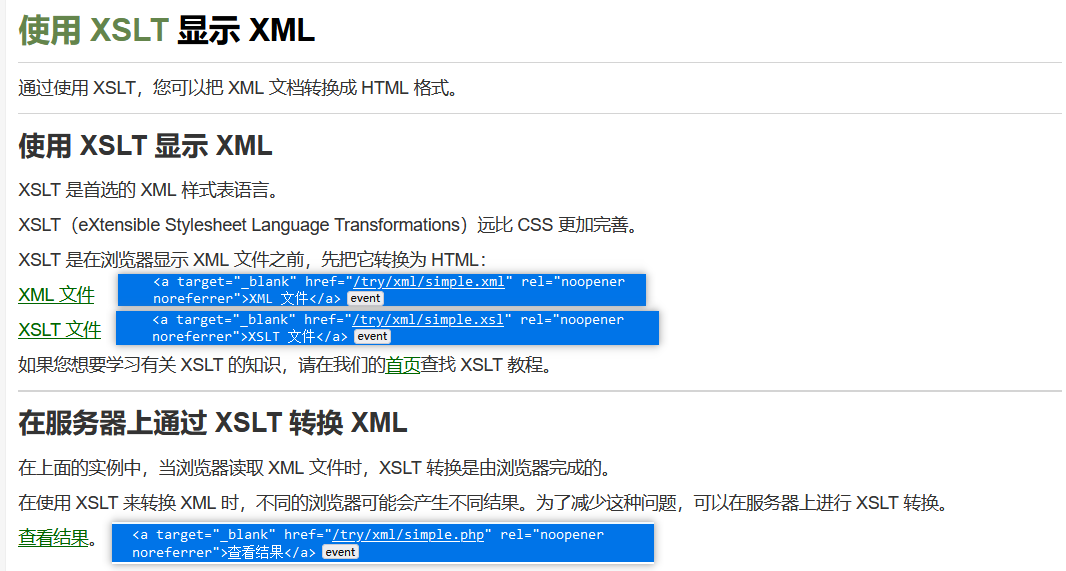 使用 XSLT 显示 XML
通过使用 XSLT，您可以把 XML 文档转换成 HTML 格式。
使用 XSLT 显示 XML
XSLT 是首选的 XML 样式表语言。
XSLT（eXtensible Stylesheet Language Transformations）远比 CSS 更加完善。
XSLT 是在浏览器显示 XML 文件之前，先把它转换为 HTML：
XML 文件
<a target="_blank" href="/try/xml/simple.xml" rel="noopener
noreferrer">XML 文件</a> event
XSLT 文件
<a target="_blank" href="/try/xml/simple.xsl" rel="noopener
noreferrer">XSLT 文件</a> event
如果您想要学习有关 XSLT 的知识，请在我们的首页查找 XSLT 教程。
在服务器上通过 XSLT 转换 XML
在上面的实例中，当浏览器读取 XML 文件时，XSLT 转换是由浏览器完成的。
在使用 XSLT 来转换 XML 时，不同的浏览器可能会产生不同结果。为了减少这种问题，可以在服务器上进行 XSLT 转换。
查看结果。
<a target="_blank" href="/try/xml/simple.php" rel="noopener
noreferrer">查看结果</a> event